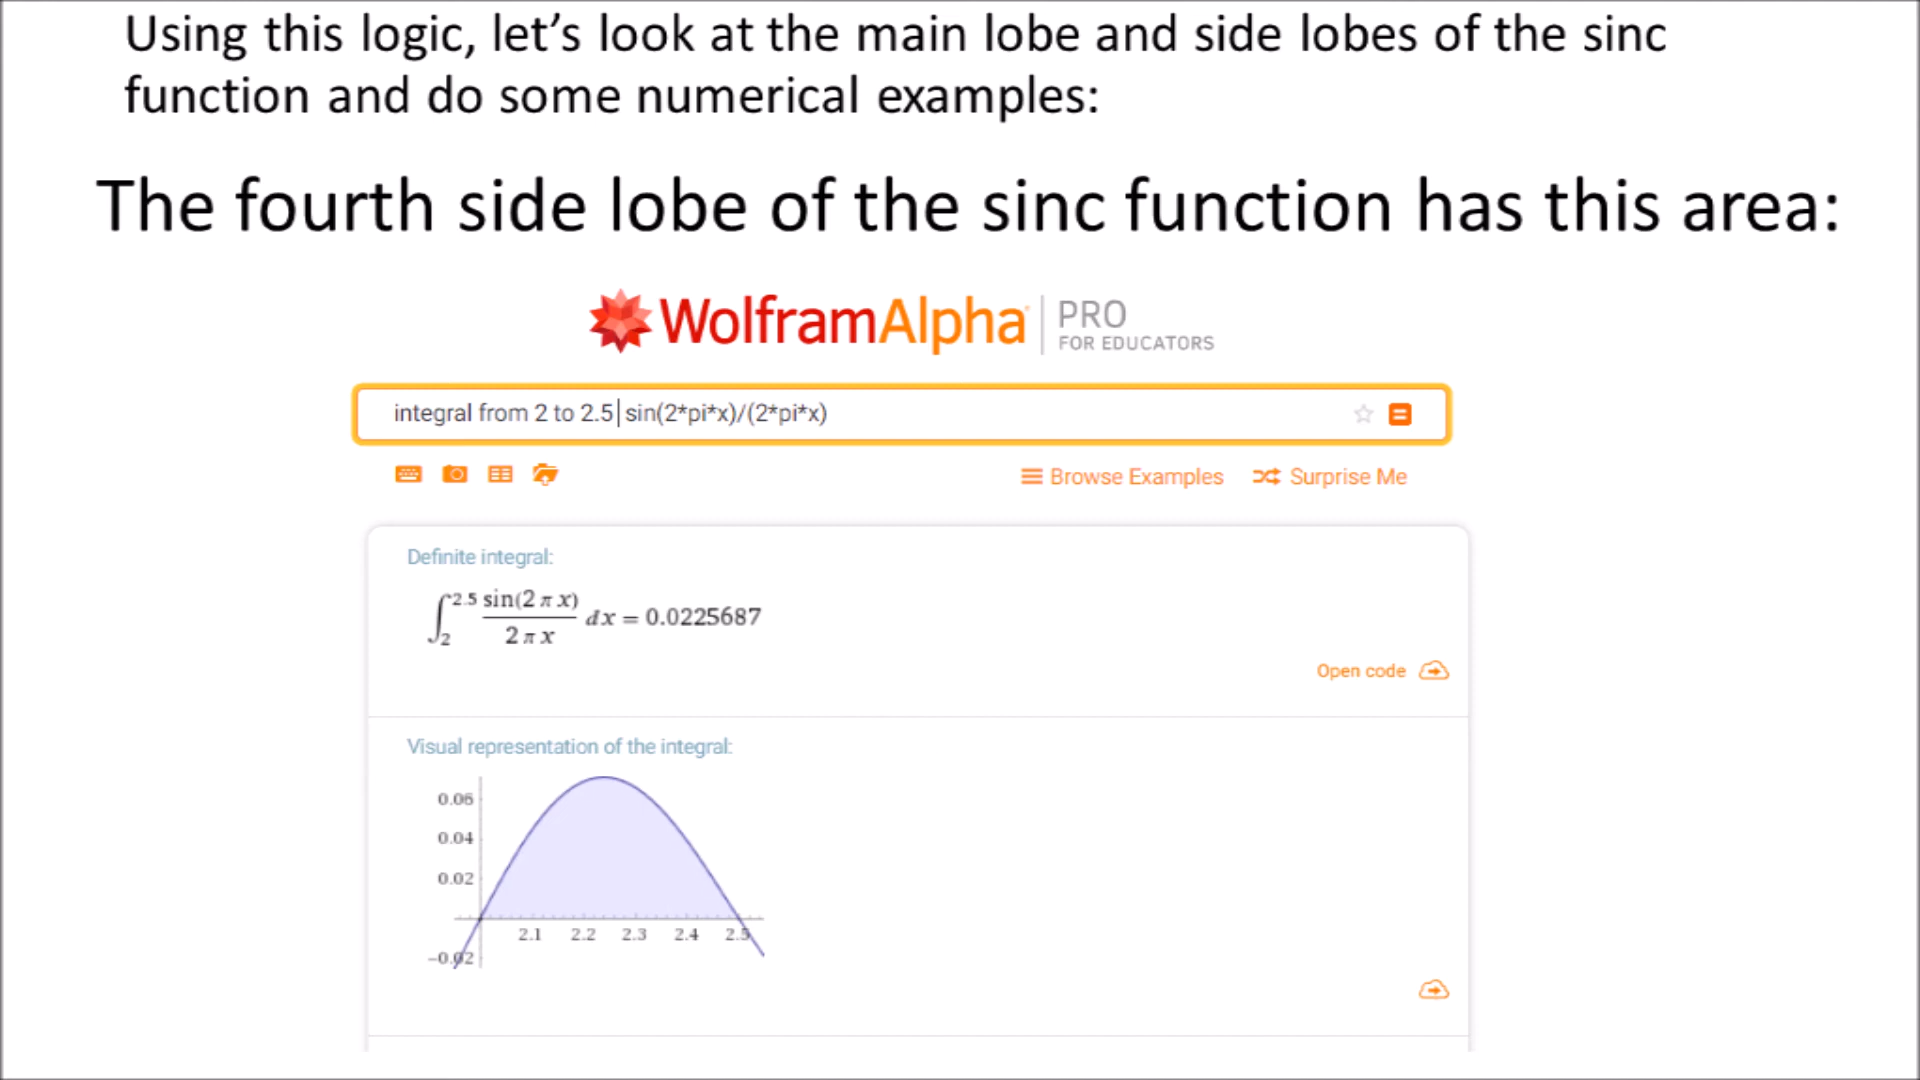 Using this logic, let’s look at the main lobe and side lobes of the sinc
function and do some numerical examples:
The fourth side lobe of the sinc function has this area:
WolframAlpha PRO
FOR EDUCATORS
integral from 2 to 2.5 sin(2*pi*x)/(2*pi*x)
Browse Examples Surprise Me
Definite integral:
∫₂^2.5 sin(2 π x)/(2 π x) dx = 0.0225687
Open code
Visual representation of the integral:
0.06
0.04
0.02
2.1 2.2 2.3 2.4 2.5
−0.02